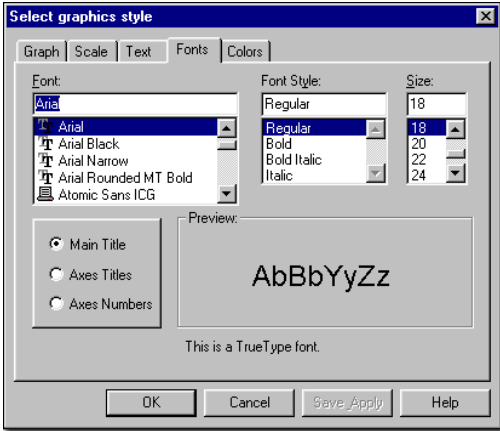 Select graphics style
Graph Scale Text Fonts Colors
Font: Font Style: Size:
Arial Regular 18
Arial Regular 18
Arial Black Bold 20
Arial Narrow Bold Italic 22
Arial Rounded MT Bold Italic 24
Atomic Sans ICG
Preview:
Main Title
Axes Titles
Axes Numbers
AbBbYyZz
This is a TrueType font.
OK Cancel Save Apply Help